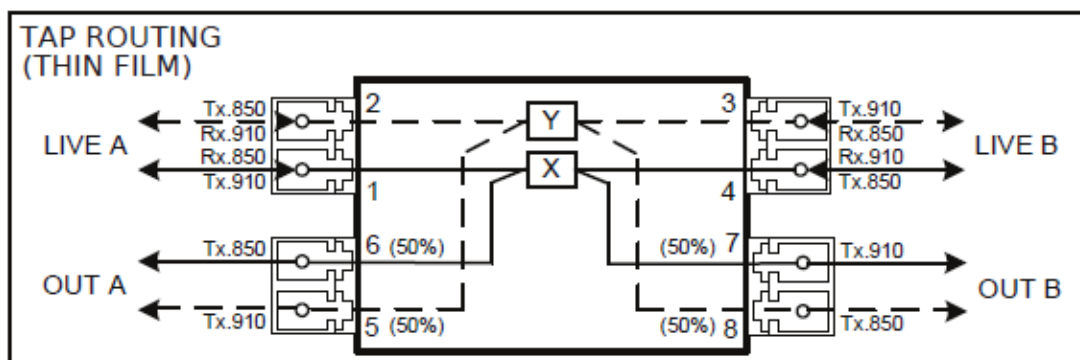 TAP ROUTING
(THIN FILM)
Tx.850 2 3 Tx.910
Y
LIVE A Rx.910 Rx.850 LIVE B
Rx.850 Rx.910
X
Tx.910 1 4 Tx.850
Tx.850 6 (50%) (50%) 7 Tx.910
OUT A OUT B
Tx.910 5 (50%) (50%) 8 Tx.850